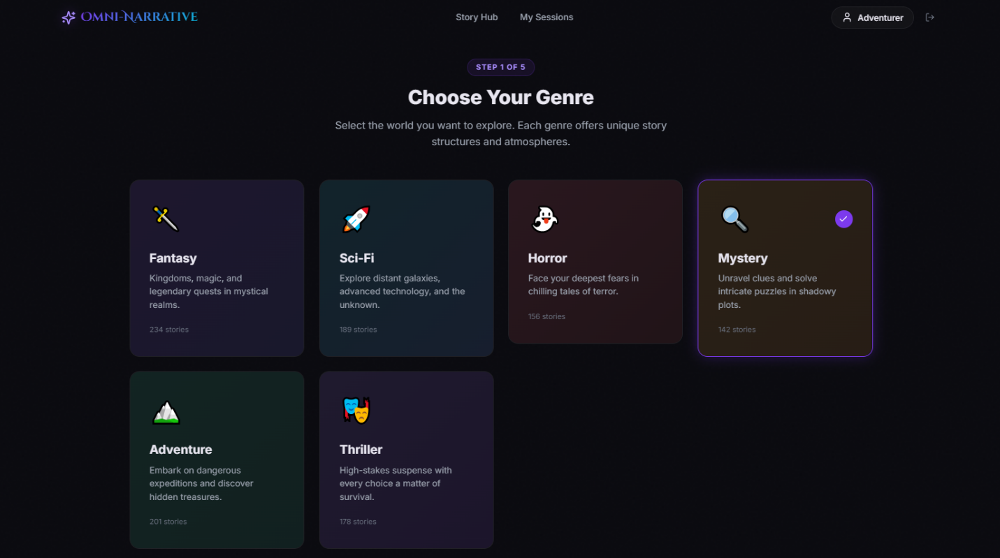 OMNI-NARRATIVE
Story Hub
My Sessions
Adventurer
STEP 1 OF 5
Choose Your Genre
Select the world you want to explore. Each genre offers unique story
structures and atmospheres.
Fantasy
Kingdoms, magic, and
legendary quests in mystical
realms.
234 stories
Sci-Fi
Explore distant galaxies,
advanced technology, and the
unknown.
189 stories
Horror
Face your deepest fears in
chilling tales of terror.
156 stories
Mystery
Unravel clues and solve
intricate puzzles in shadowy
plots.
142 stories
Adventure
Embark on dangerous
expeditions and discover
hidden treasures.
201 stories
Thriller
High-stakes suspense with
every choice a matter of
survival.
178 stories